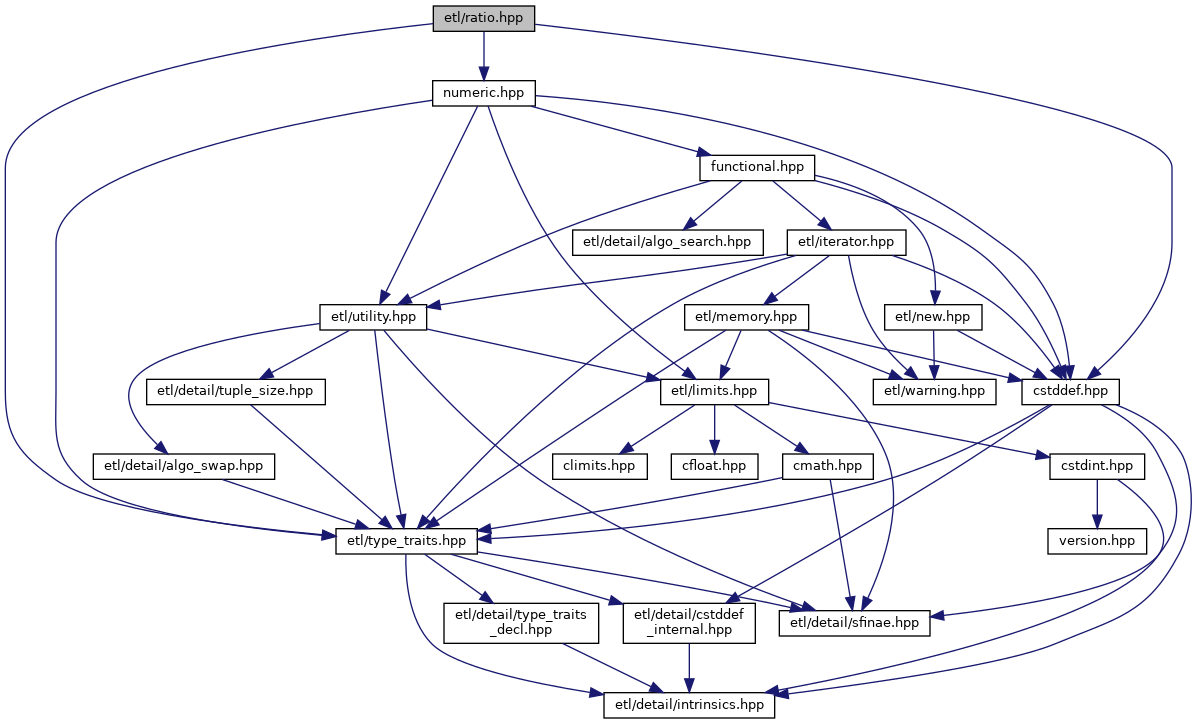 etl/ratio.hpp
numeric.hpp
functional.hpp
etl/detail/algo_search.hpp
etl/iterator.hpp
etl/utility.hpp
etl/memory.hpp
etl/new.hpp
etl/detail/tuple_size.hpp
etl/limits.hpp
etl/warning.hpp
cstddef.hpp
etl/detail/algo_swap.hpp
climits.hpp
cfloat.hpp
cmath.hpp
cstdint.hpp
etl/type_traits.hpp
version.hpp
etl/detail/type_traits
_decl.hpp
etl/detail/cstddef
_internal.hpp
etl/detail/sfinae.hpp
etl/detail/intrinsics.hpp